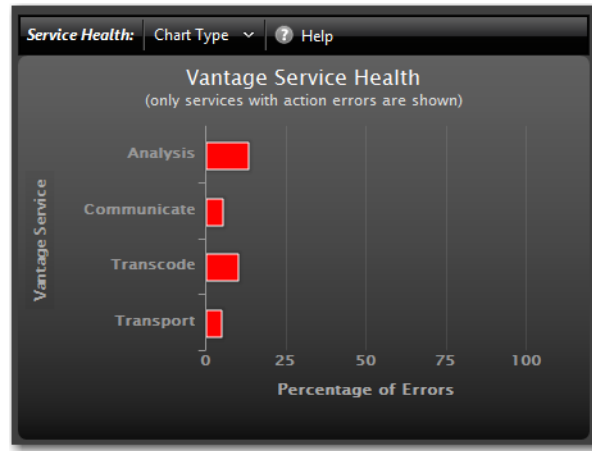 Service Health: Chart Type ? Help
Vantage Service Health
(only services with action errors are shown)
Vantage Service
Analysis
Communicate
Transcode
Transport
0 25 50 75 100
Percentage of Errors